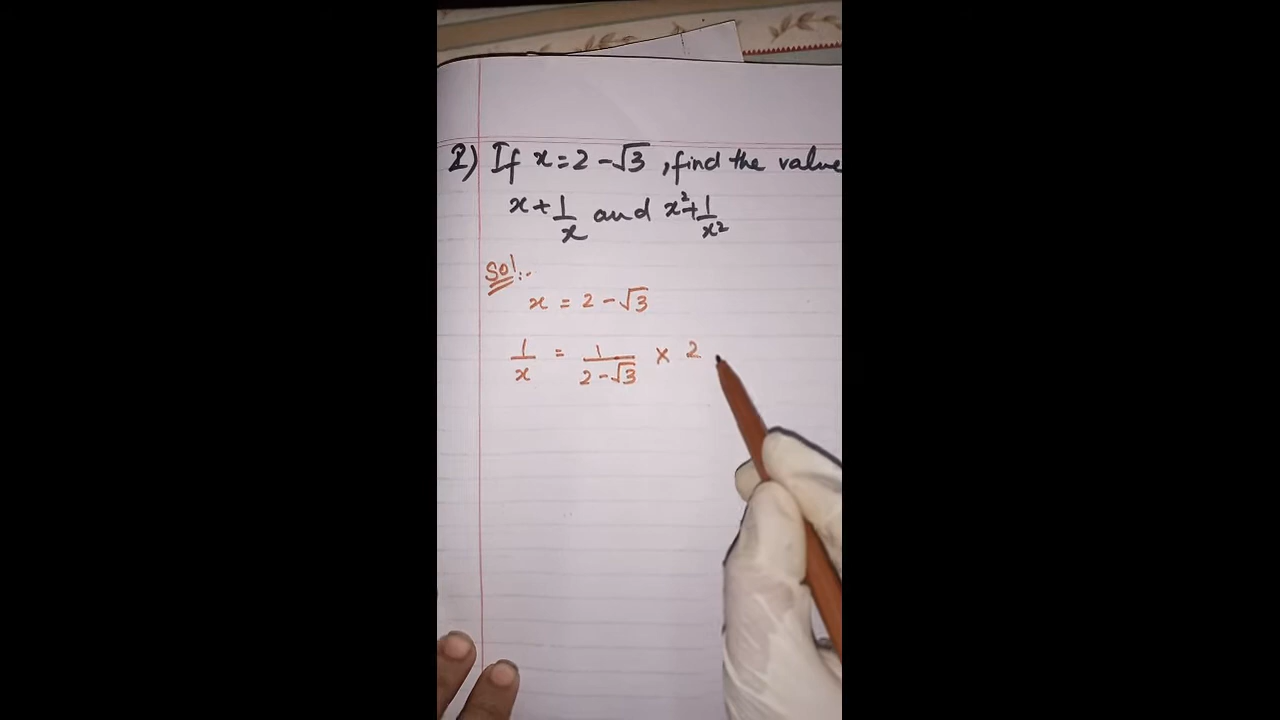 1) If x = 2 - √3 , find the value
x + 1/x and x² + 1/x²
Sol:-
x = 2 - √3
1/x = 1/(2 - √3) × 2